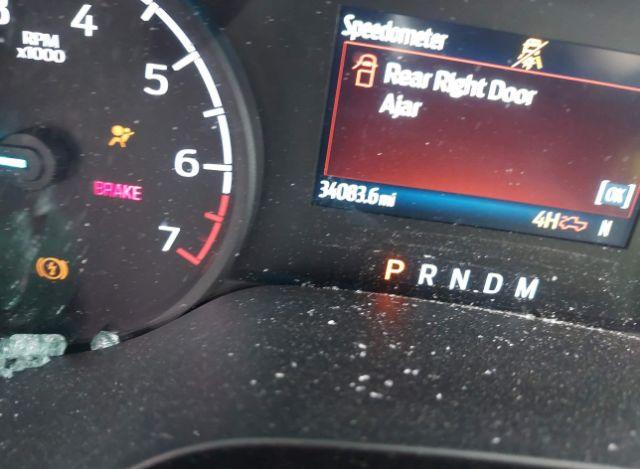 4
RPM
x1000
5
6
BRAKE
7
Speedometer
Rear Right Door
Ajar
34083.6 mi
[OK]
4H
N
P R N D M